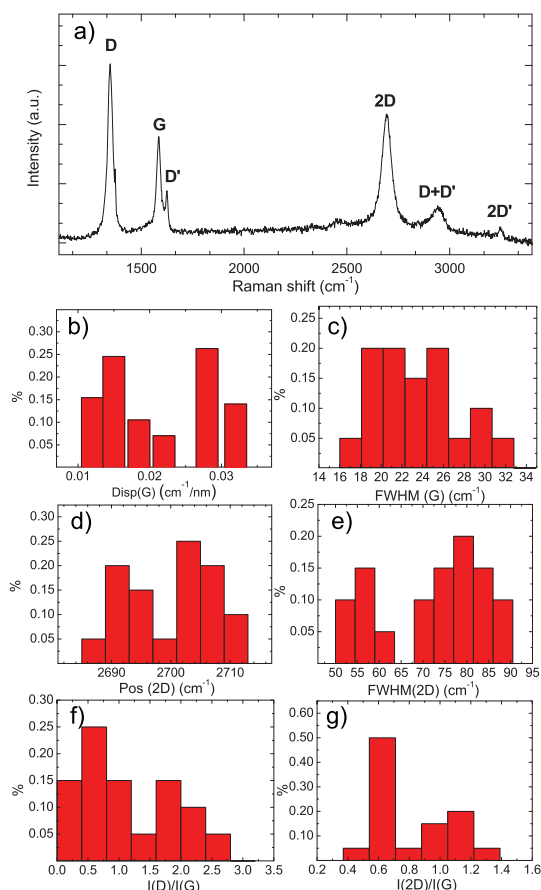 a)
D
G
D'
2D
D+D'
2D'
Intensity (a.u.)
1500 2000 2500 3000
Raman shift (cm-1)
b)
0.30
0.25
0.20
0.15
0.10
0.05
%
0.01 0.02 0.03
Disp(G) (cm-1/nm)
c)
0.20
0.15
0.10
0.05
%
14 16 18 20 22 24 26 28 30 32 34
FWHM (G) (cm-1)
d)
0.30
0.25
0.20
0.15
0.10
0.05
%
2690 2700 2710
Pos (2D) (cm-1)
e)
0.25
0.20
0.15
0.10
0.05
%
50 55 60 65 70 75 80 85 90 95
FWHM(2D) (cm-1)
f)
0.30
0.25
0.20
0.15
0.10
0.05
%
0.0 0.5 1.0 1.5 2.0 2.5 3.0 3.5
I(D)/I(G)
g)
0.60
0.50
0.40
0.30
0.20
0.10
%
0.2 0.4 0.6 0.8 1.0 1.2 1.4 1.6
I(2D)/I(G)